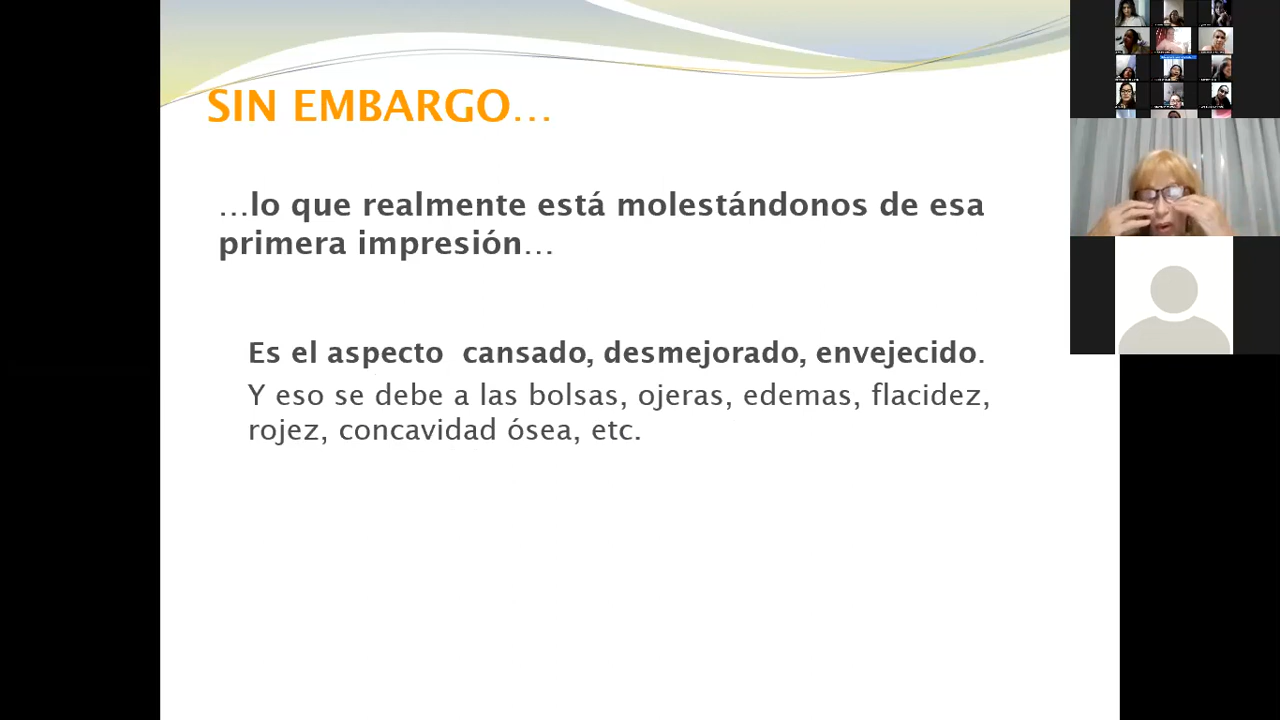 SIN EMBARGO…
…lo que realmente está molestándonos de esa
primera impresión…
Es el aspecto  cansado, desmejorado, envejecido.
Y eso se debe a las bolsas, ojeras, edemas, flacidez,
rojez, concavidad ósea, etc.